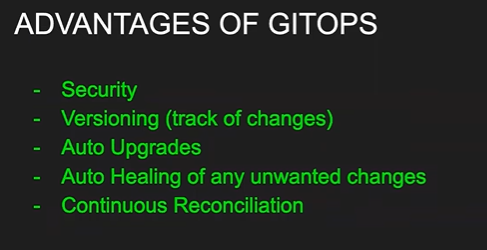 ADVANTAGES OF GITOPS
- Security
- Versioning (track of changes)
- Auto Upgrades
- Auto Healing of any unwanted changes
- Continuous Reconciliation